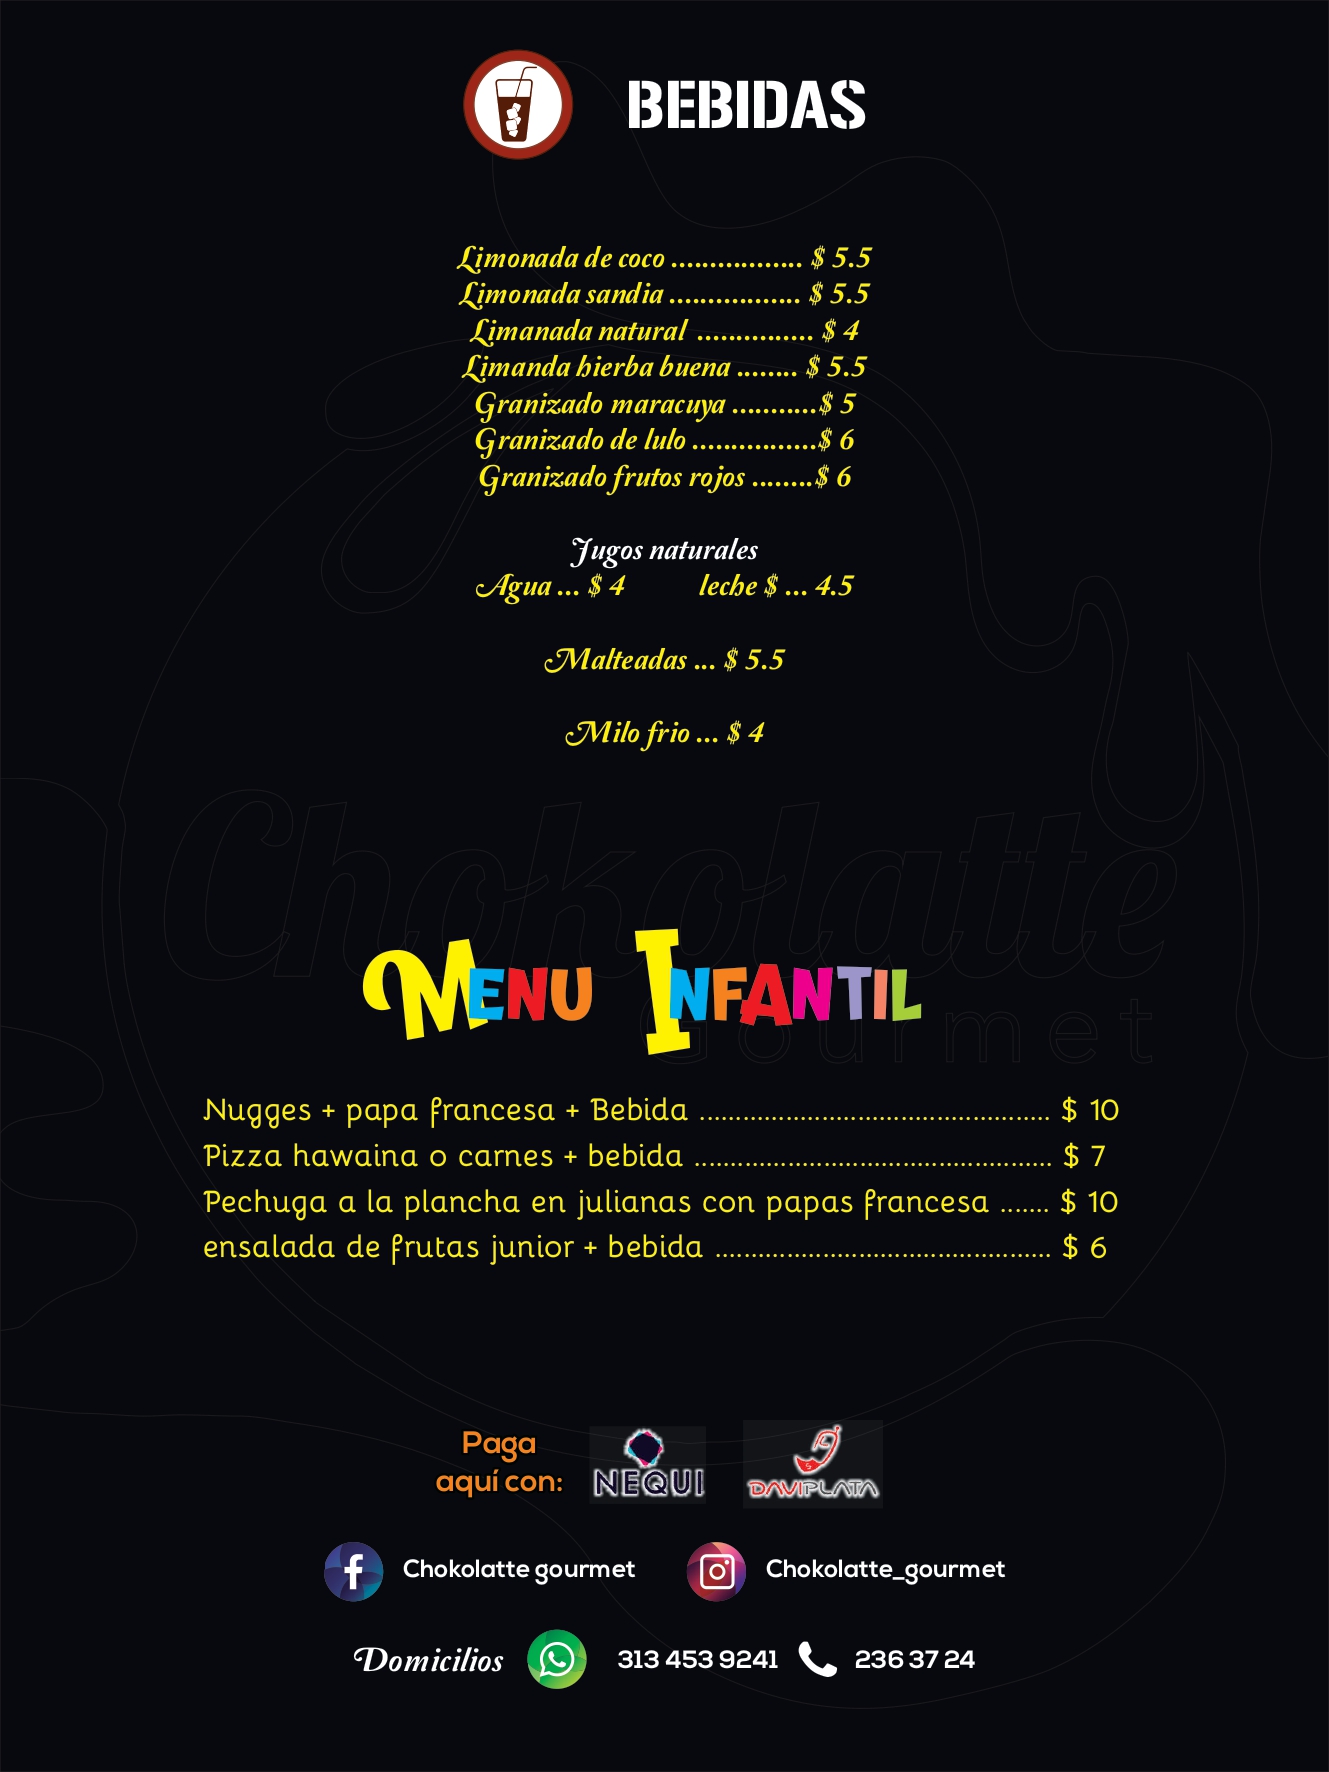 BEBIDAS
Limonada de coco ................. $ 5.5
Limonada sandia ................. $ 5.5
Limanada natural ............... $ 4
Limanda hierba buena ........ $ 5.5
Granizado maracuya ...........$ 5
Granizado de lulo ................$ 6
Granizado frutos rojos ........$ 6
Jugos naturales
Agua ... $ 4 leche $ ... 4.5
Malteadas ... $ 5.5
Milo frio ... $ 4
Chokolatte
Gourmet
MENU INFANTIL
Nugges + papa francesa + Bebida ................................................. $ 10
Pizza hawaina o carnes + bebida .................................................. $ 7
Pechuga a la plancha en julianas con papas francesa ....... $ 10
ensalada de frutas junior + bebida ............................................... $ 6
Paga
aquí con:
NEQUI
DAVIPLATA
Chokolatte gourmet Chokolatte_gourmet
Domicilios 313 453 9241 236 37 24